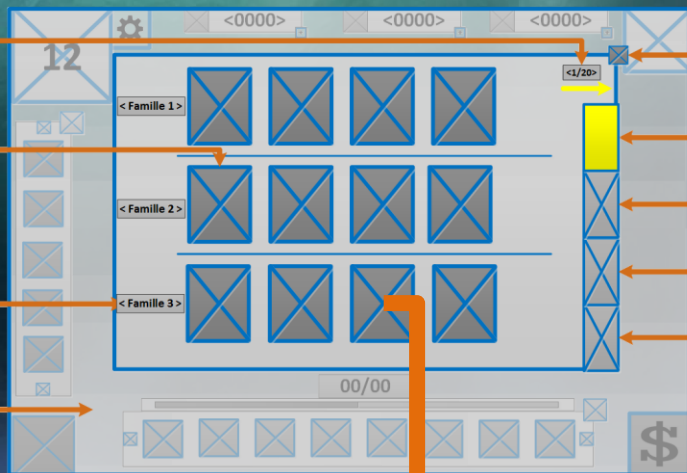 <0000>
<0000>
<0000>
12
<1/20>
< Famille 1 >
< Famille 2 >
< Famille 3 >
00/00
$